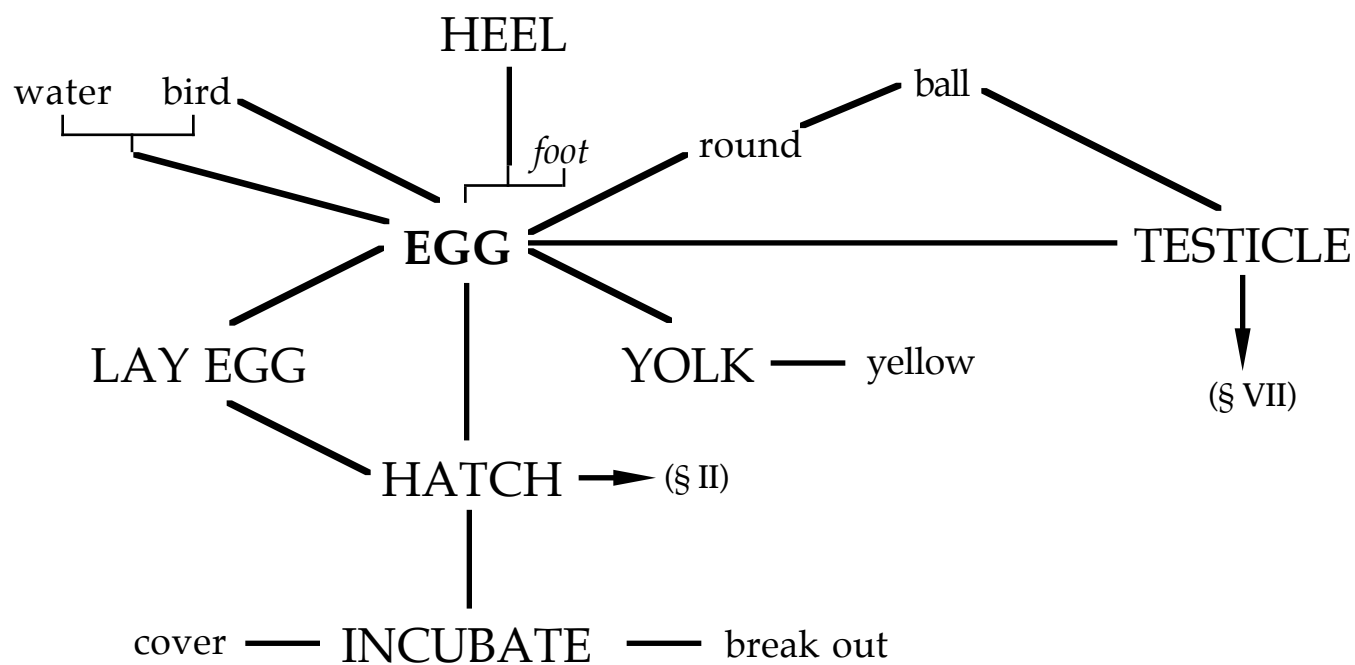 HEEL
water bird
ball
foot
round
EGG
TESTICLE
LAY EGG
YOLK
yellow
(§ VII)
HATCH
(§ II)
cover
INCUBATE
break out